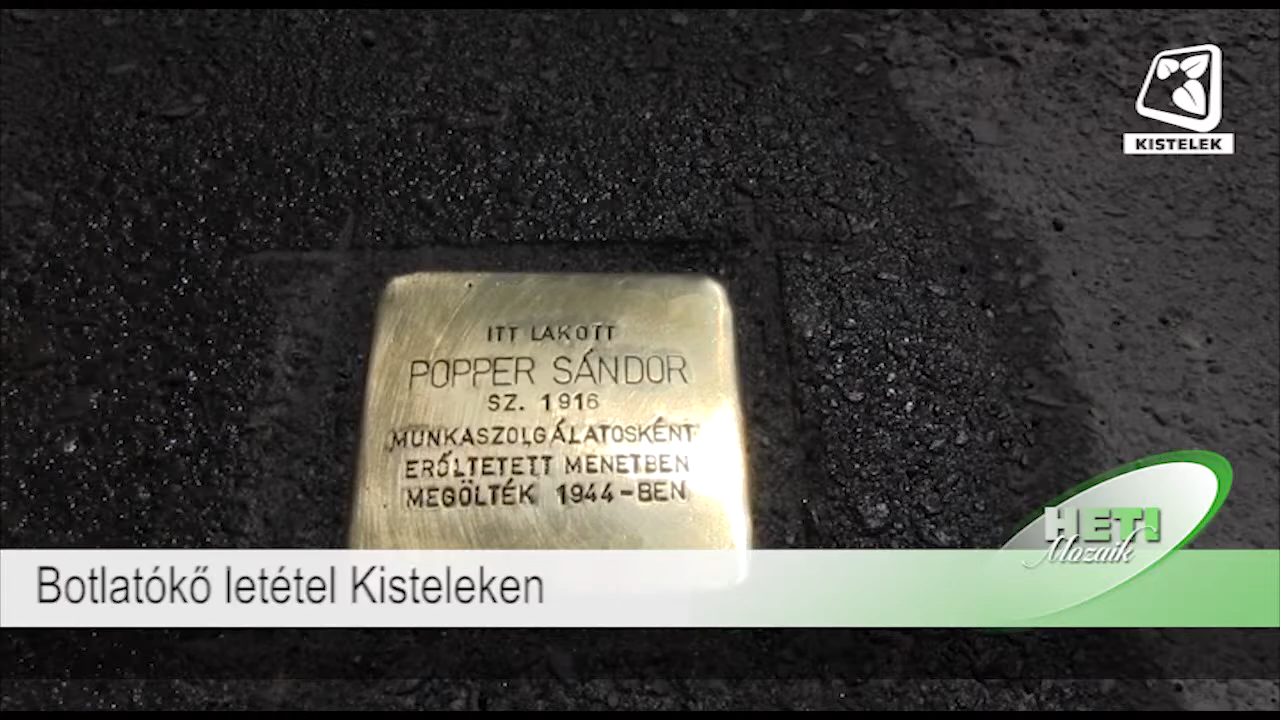 KISTELEK
ITT LAKOTT
POPPER SÁNDOR
SZ. 1916
MUNKASZOLGÁLATOSKÉNT
ERŐLTETETT MENETBEN
MEGÖLTÉK 1944-BEN
HETI
Mozaik
Botlatókő letétel Kisteleken